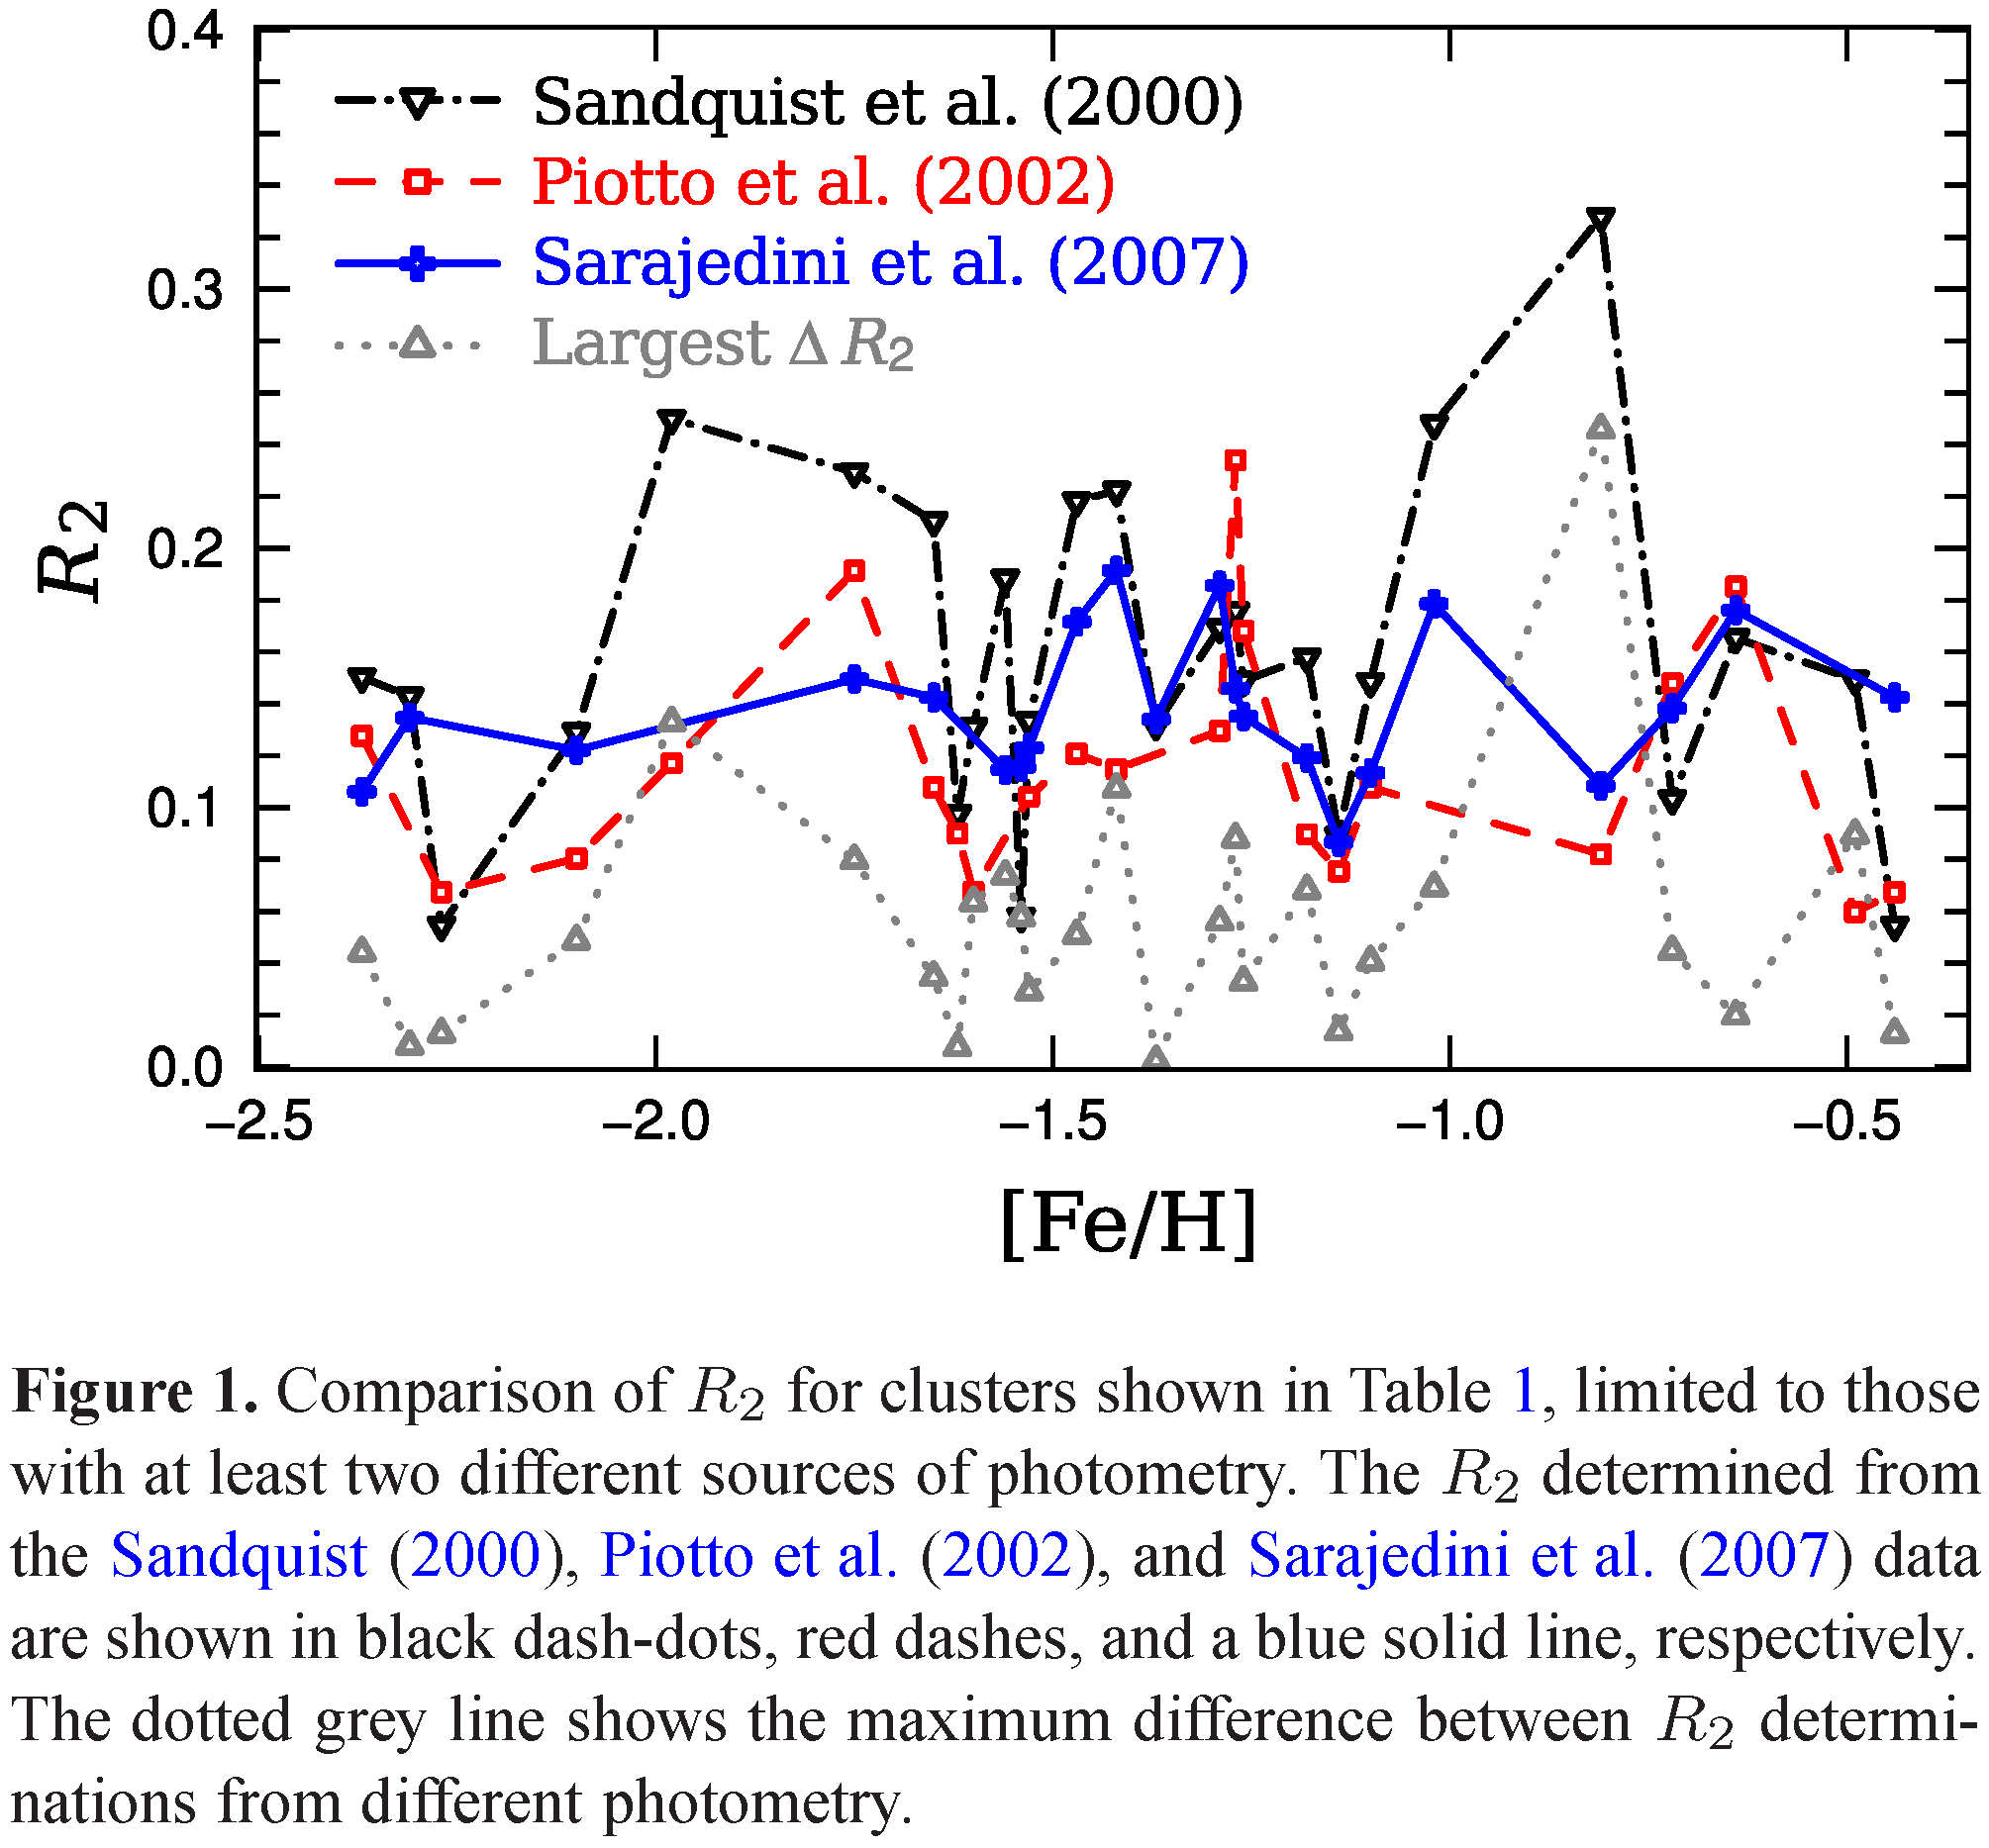 0.4
0.3
0.2
0.1
0.0
R2
Sandquist et al. (2000)
Piotto et al. (2002)
Sarajedini et al. (2007)
Largest Δ R2
−2.5 −2.0 −1.5 −1.0 −0.5
[Fe/H]
Figure 1. Comparison of R2 for clusters shown in Table 1, limited to those
with at least two different sources of photometry. The R2 determined from
the Sandquist (2000), Piotto et al. (2002), and Sarajedini et al. (2007) data
are shown in black dash-dots, red dashes, and a blue solid line, respectively.
The dotted grey line shows the maximum difference between R2 determi-
nations from different photometry.